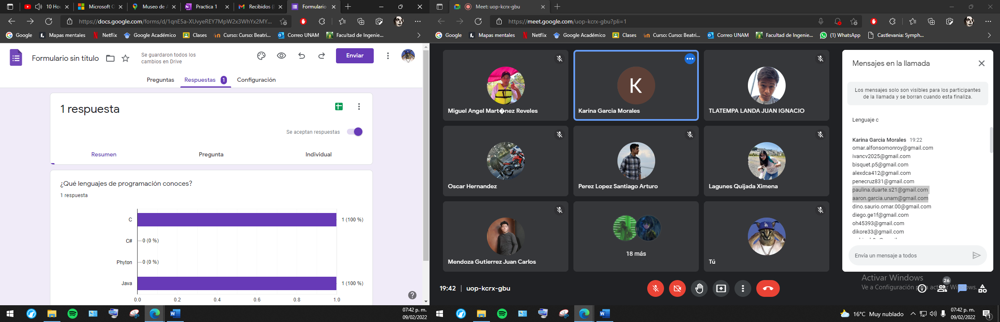 10 Hou
Microsoft O
Museo de A
Practica 1
Recibidos (
Formulario
https://docs.google.com/forms/d/1qnE5a-XUvyeREY7MpW2x3WhYx2MY...
Google
Mapas mentales
Netflix
Google Académico
Clases
Curso: Curso: Beatri...
Correo UNAM
Facultad de Ingenie...
Formulario sin título
Se guardaron todos los
cambios en Drive
Enviar
Preguntas
Respuestas 1
Configuración
1 respuesta
Se aceptan respuestas
Resumen
Pregunta
Individual
¿Qué lenguajes de programación conoces?
1 respuesta
C
1 (100 %)
C#
0 (0 %)
Phyton
0 (0 %)
Java
1 (100 %)
0.0 0.2 0.4 0.6 0.8 1.0
07:42 p. m.
09/02/2022
Meet: uop-kcrx-gbu
https://meet.google.com/uop-kcrx-gbu?pli=1
Google
Mapas mentales
Netflix
Google Académico
Clases
Curso: Curso: Beatri...
Correo UNAM
Facultad de Ingenie...
(1) WhatsApp
Castlevania: Symph...
Miguel Angel Mart�nez Reveles
K
Karina Garcia Morales
TLATEMPA LANDA JUAN IGNACIO
Oscar Hernandez
Perez Lopez Santiago Arturo
Lagunes Quijada Ximena
Mendoza Gutierrez Juan Carlos
18 más
LA
Tú
Mensajes en la llamada
Los mensajes solo son visibles para los participantes
de la llamada y se borran cuando esta finaliza.
Lenguaje c
Karina Garcia Morales 19:22
omar.alfonsomonroy@gmail.com
ivancv2025@gmail.com
bisquet.p5@gmail.com
alexdca412@gmail.com
penecruz831@gmail.com
paulina.duarte.s21@gmail.com
aaron.garcia.unam@gmail.com
dino.saurio.omar.00@gmail.com
diego.ge1f@gmail.com
oh45393@gmail.com
dikore33@gmail.com
Envía un mensaje a todos
19:42 | uop-kcrx-gbu
26
Activar Windows
Ve a Configuración para activar Windows.
16°C Muy nublado
07:42 p. m.
09/02/2022
1